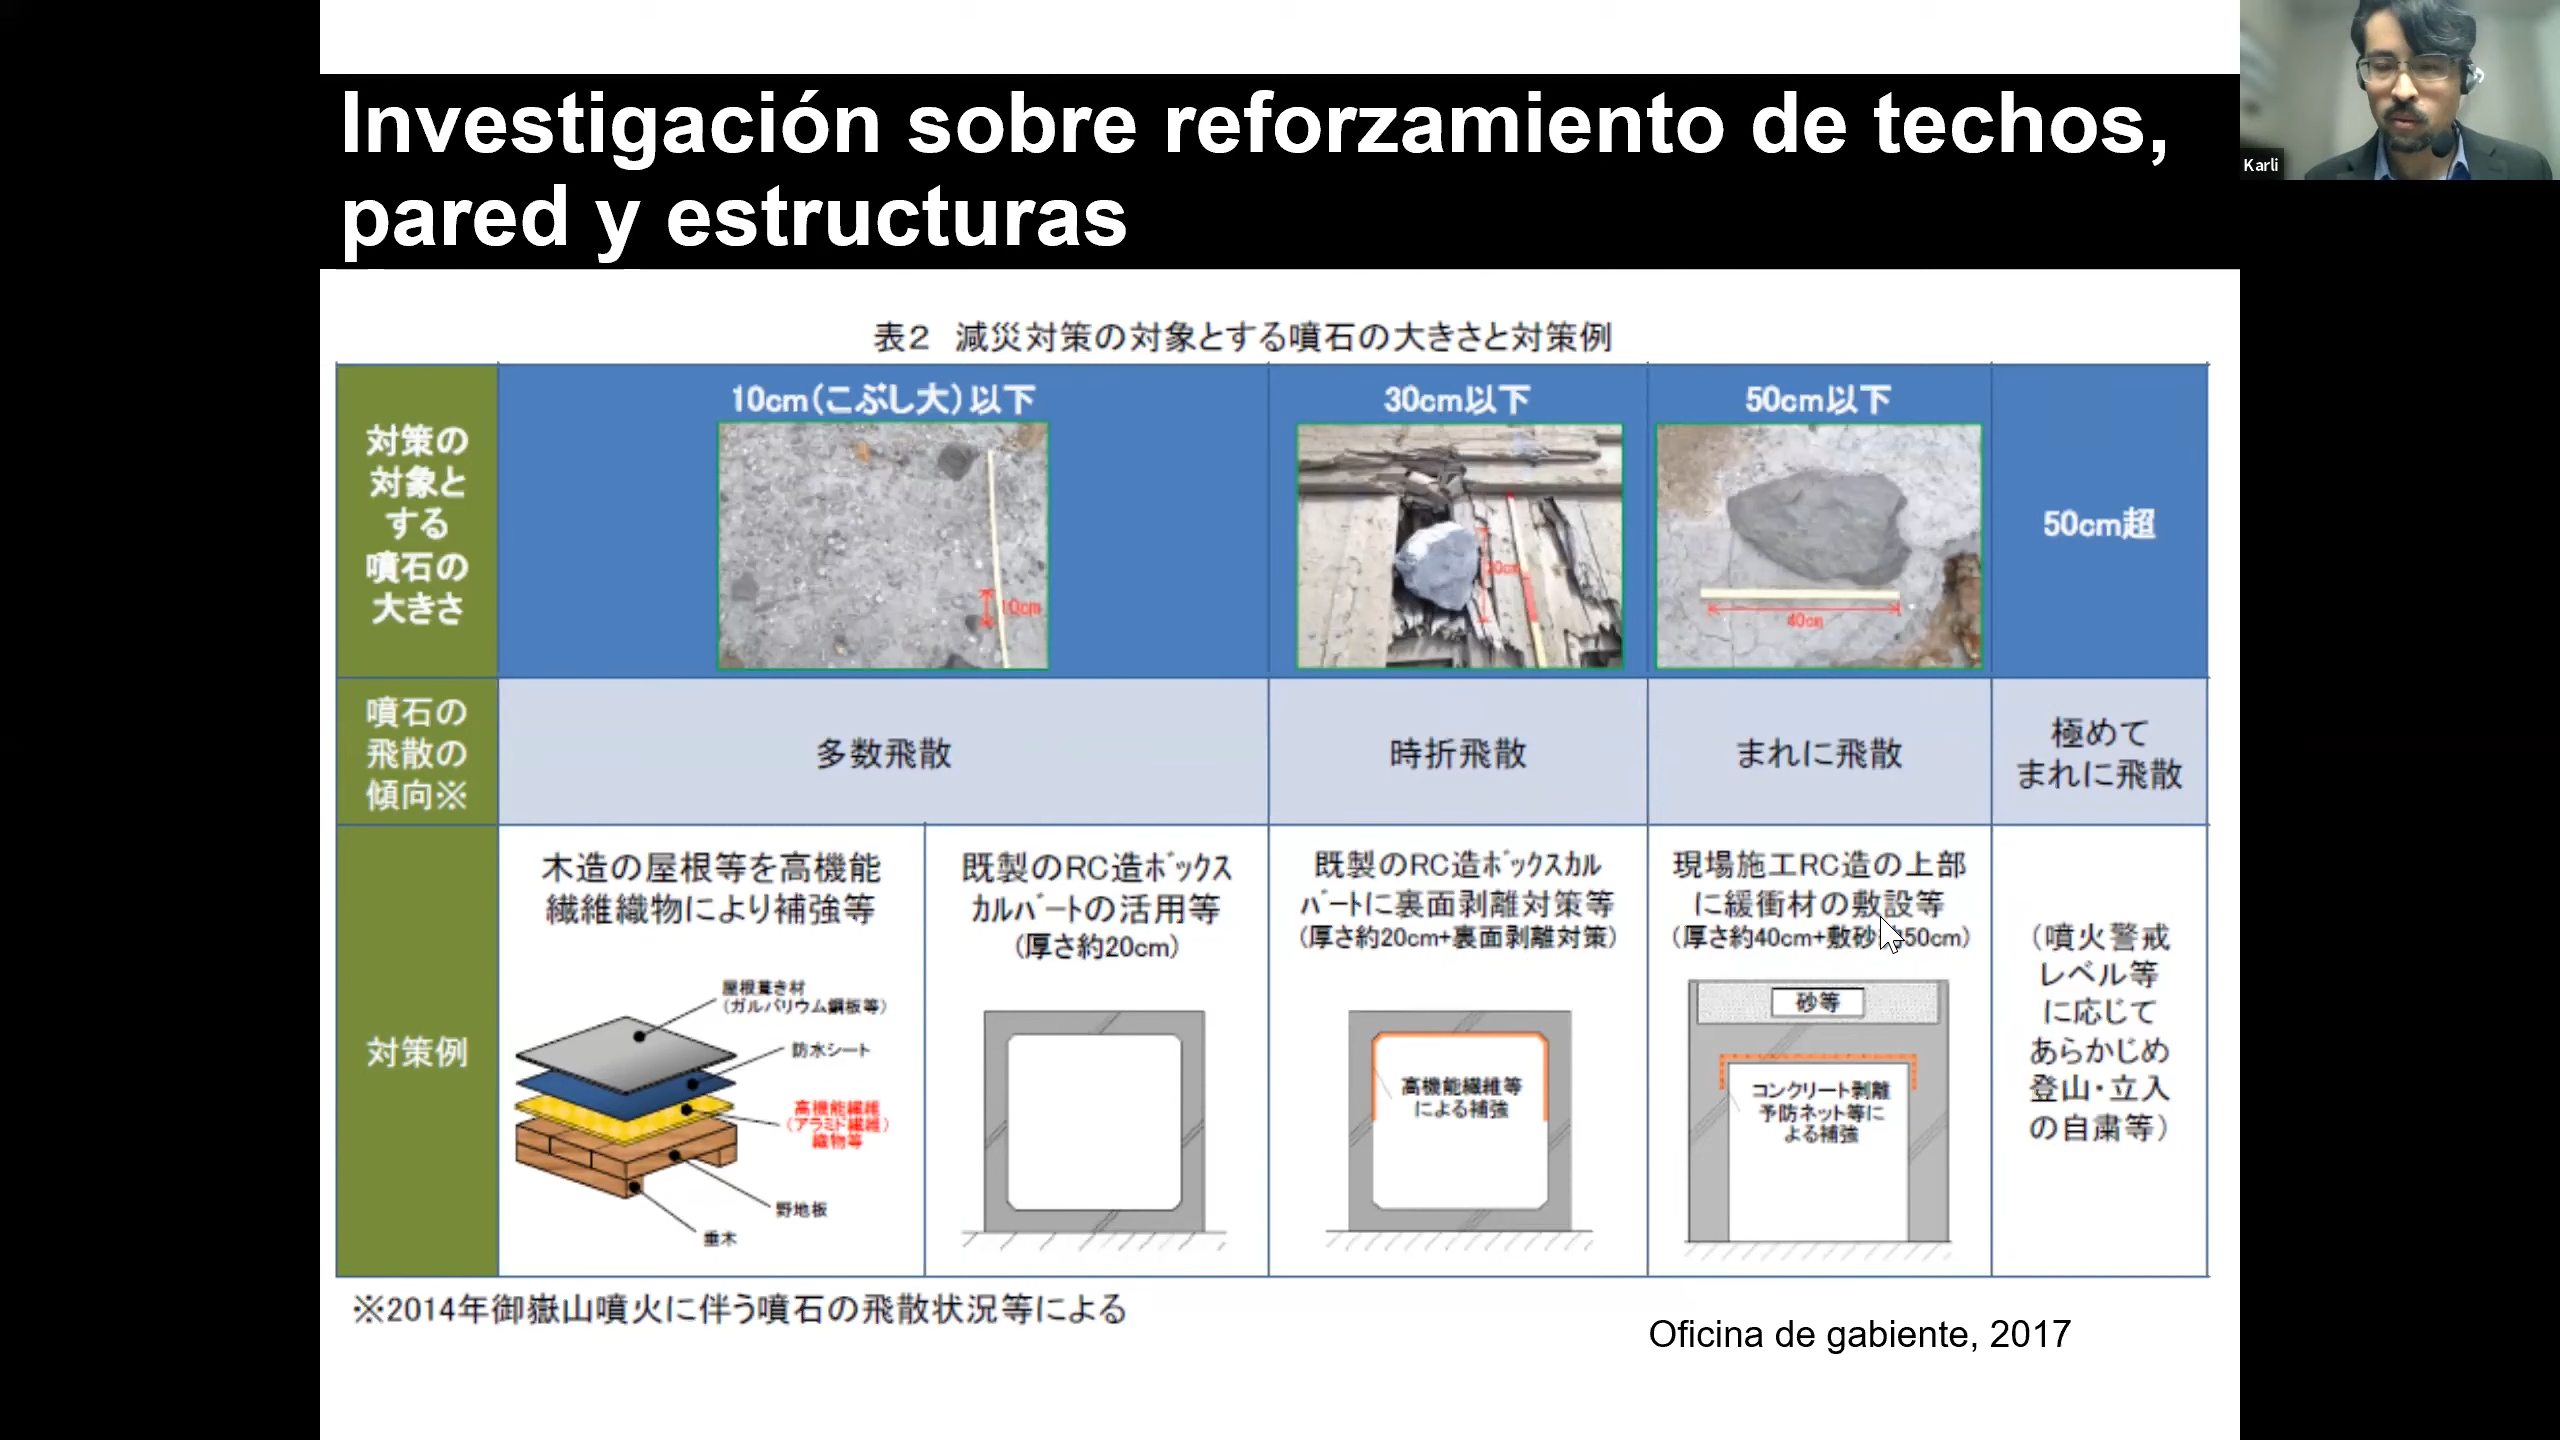 Investigación sobre reforzamiento de techos,
pared y estructuras
Karli
表2 減災対策の対象とする噴石の大きさと対策例
対策の
対象と
する
噴石の
大きさ
10cm（こぶし大）以下
10cm
30cm以下
50cm以下
40cm
50cm超
噴石の
飛散の
傾向※
多数飛散
時折飛散
まれに飛散
極めて
まれに飛散
対策例
木造の屋根等を高機能
繊維織物により補強等
屋根葺き材
（ガルバリウム鋼板等）
防水シート
高機能繊維
（アラミド繊維）
織物等
野地板
垂木
既製のRC造ﾎﾞｯｸｽ
ｶﾙﾊﾞｰﾄの活用等
（厚さ約20cm）
既製のRC造ﾎﾞｯｸｽｶﾙ
ﾊﾞｰﾄに裏面剥離対策等
（厚さ約20cm+裏面剥離対策）
高機能繊維等
による補強
現場施工RC造の上部
に緩衝材の敷設等
（厚さ約40cm+敷砂 50cm）
砂等
コンクリート剥離
予防ネット等に
よる補強
（噴火警戒
レベル等
に応じて
あらかじめ
登山・立入
の自粛等）
※2014年御嶽山噴火に伴う噴石の飛散状況等による
Oficina de gabiente, 2017